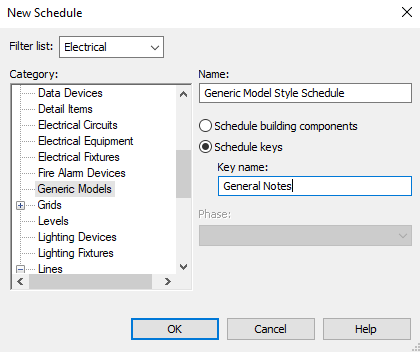 New Schedule
Filter list: Electrical
Category:
Data Devices
Detail Items
Electrical Circuits
Electrical Equipment
Electrical Fixtures
Fire Alarm Devices
Generic Models
Grids
Levels
Lighting Devices
Lighting Fixtures
Lines
Name:
Generic Model Style Schedule
Schedule building components
Schedule keys
Key name:
General Notes
Phase:
OK Cancel Help